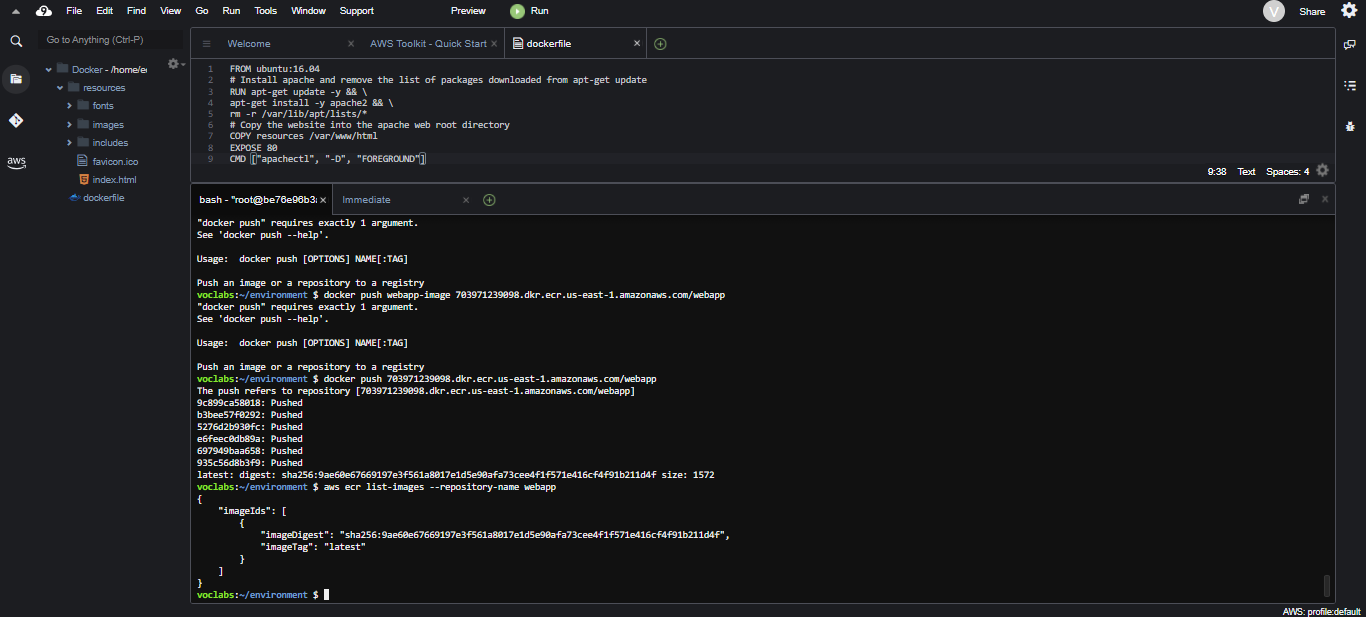 File Edit Find View Go Run Tools Window Support Preview Run V Share
Go to Anything (Ctrl-P)
Welcome
AWS Toolkit - Quick Start
dockerfile
Docker - /home/e
resources
fonts
images
includes
favicon.ico
index.html
dockerfile
aws
1 FROM ubuntu:16.04
2 # Install apache and remove the list of packages downloaded from apt-get update
3 RUN apt-get update -y && \
4 apt-get install -y apache2 && \
5 rm -r /var/lib/apt/lists/*
6 # Copy the website into the apache web root directory
7 COPY resources /var/www/html
8 EXPOSE 80
9 CMD ["apachectl", "-D", "FOREGROUND"]
9:38 Text Spaces: 4
bash - "root@be76e96b3
Immediate
"docker push" requires exactly 1 argument.
See 'docker push --help'.
Usage:  docker push [OPTIONS] NAME[:TAG]
Push an image or a repository to a registry
voclabs:~/environment $ docker push webapp-image 703971239098.dkr.ecr.us-east-1.amazonaws.com/webapp
"docker push" requires exactly 1 argument.
See 'docker push --help'.
Usage:  docker push [OPTIONS] NAME[:TAG]
Push an image or a repository to a registry
voclabs:~/environment $ docker push 703971239098.dkr.ecr.us-east-1.amazonaws.com/webapp
The push refers to repository [703971239098.dkr.ecr.us-east-1.amazonaws.com/webapp]
9c899ca58018: Pushed
b3bee57f0292: Pushed
5276d2b930fc: Pushed
e6feec0db89a: Pushed
697949baa658: Pushed
935c56d8b3f9: Pushed
latest: digest: sha256:9ae60e67669197e3f561a8017e1d5e90afa73cee4f1f571e416cf4f91b211d4f size: 1572
voclabs:~/environment $ aws ecr list-images --repository-name webapp
{
"imageIds": [
{
"imageDigest": "sha256:9ae60e67669197e3f561a8017e1d5e90afa73cee4f1f571e416cf4f91b211d4f",
"imageTag": "latest"
}
]
}
voclabs:~/environment $
AWS: profile:default